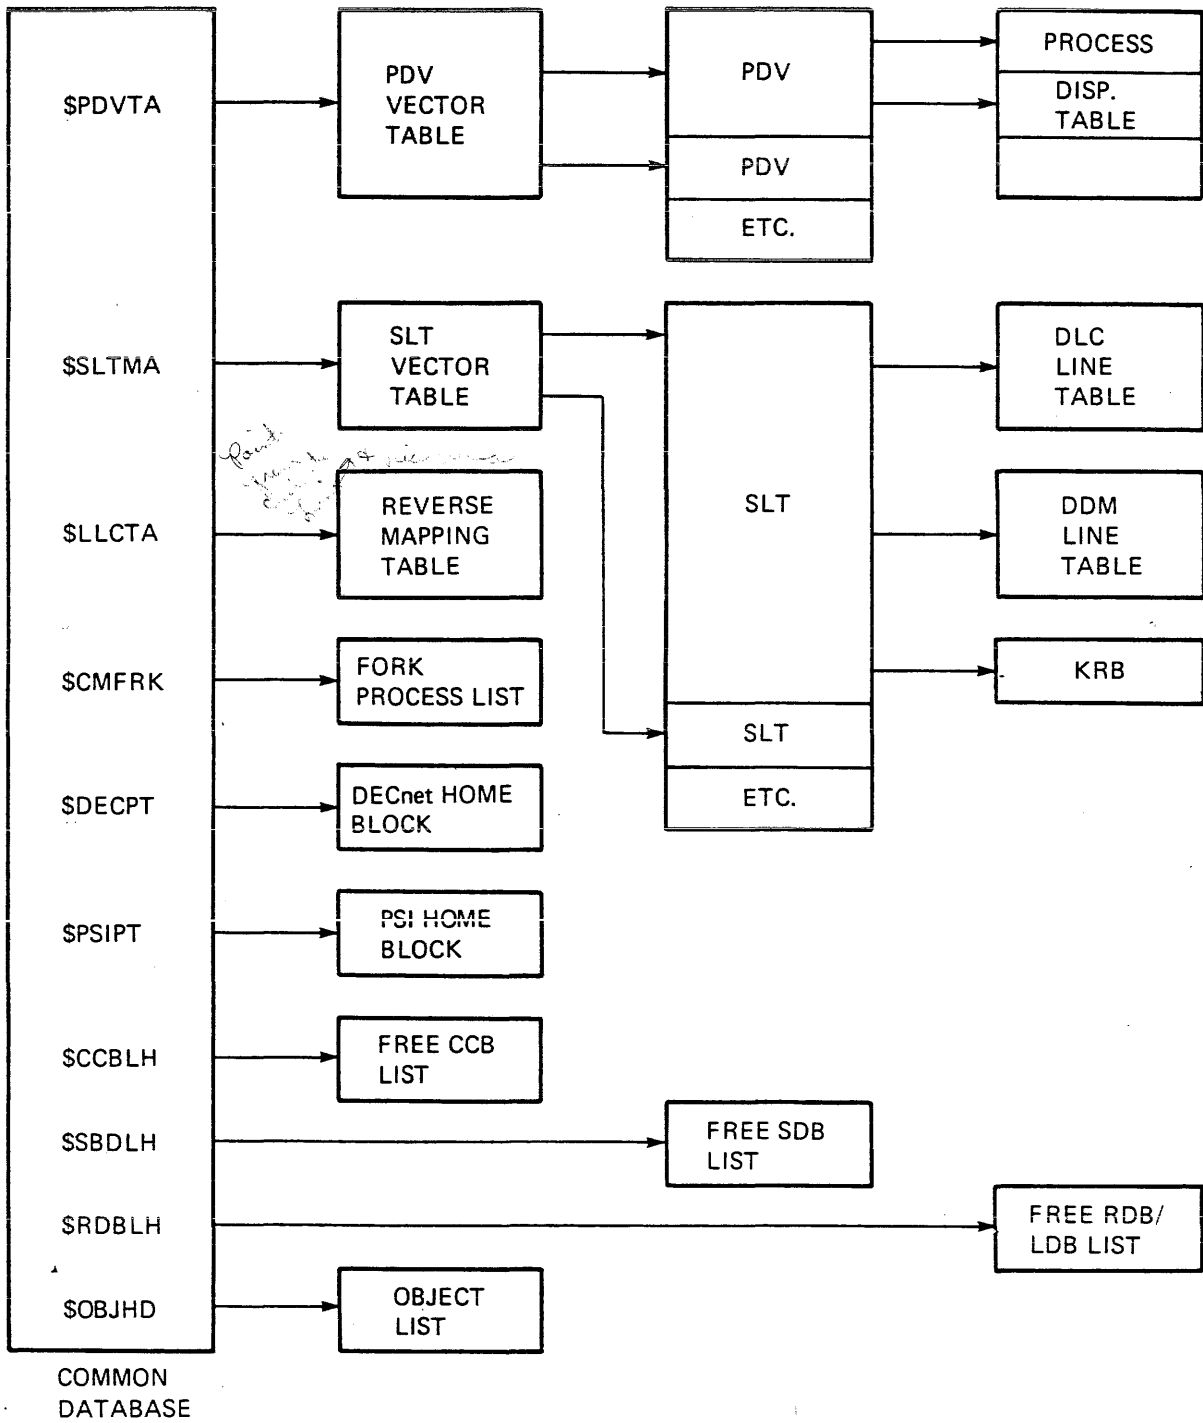 $PDVTA
PDV
VECTOR
TABLE
PDV
PDV
ETC.
PROCESS
DISP.
TABLE
$SLTMA
SLT
VECTOR
TABLE
SLT
SLT
ETC.
DLC
LINE
TABLE
DDM
LINE
TABLE
KRB
Point
$LLCTA
REVERSE
MAPPING
TABLE
$CMFRK
FORK
PROCESS LIST
$DECPT
DECnet HOME
BLOCK
$PSIPT
PSI HOME
BLOCK
$CCBLH
FREE CCB
LIST
$SBDLH
FREE SDB
LIST
$RDBLH
FREE RDB/
LDB LIST
$OBJHD
OBJECT
LIST
COMMON
DATABASE